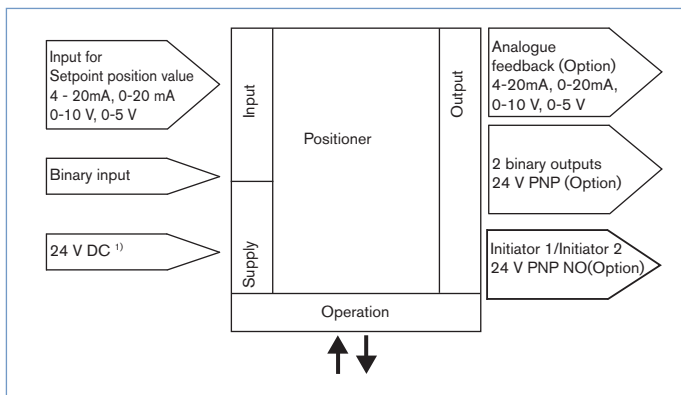 Input for
Setpoint position value
4 - 20mA, 0-20 mA
0-10 V, 0-5 V
Binary input
24 V DC ¹⁾
Input
Supply
Positioner
Output
Operation
Analogue
feedback (Option)
4-20mA, 0-20mA,
0-10 V, 0-5 V
2 binary outputs
24 V PNP (Option)
Initiator 1/Initiator 2
24 V PNP NO(Option)